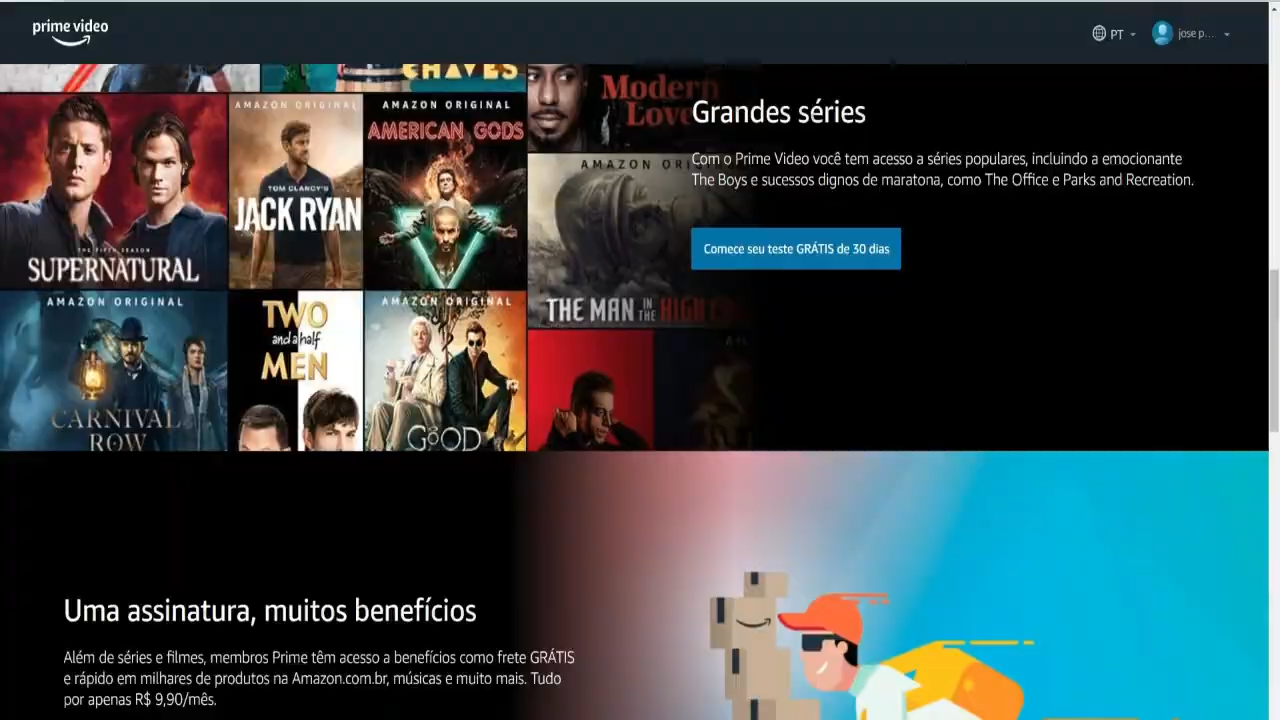 prime video
PT
jose p...
CHAVES
Modern
Love
Grandes séries
Com o Prime Video você tem acesso a séries populares, incluindo a emocionante
The Boys e sucessos dignos de maratona, como The Office e Parks and Recreation.
Comece seu teste GRÁTIS de 30 dias
THE FIFTH SEASON
SUPERNATURAL
AMAZON ORIGINAL
TOM CLANCY'S
JACK RYAN
AMAZON ORIGINAL
AMERICAN GODS
AMAZON ORI
THE MAN IN THE HIGH
AMAZON ORIGINAL
CARNIVAL
ROW
TWO
and a half
MEN
AMAZON ORIGINAL
GOOD
Uma assinatura, muitos benefícios
Além de séries e filmes, membros Prime têm acesso a benefícios como frete GRÁTIS
e rápido em milhares de produtos na Amazon.com.br, músicas e muito mais. Tudo
por apenas R$ 9,90/mês.